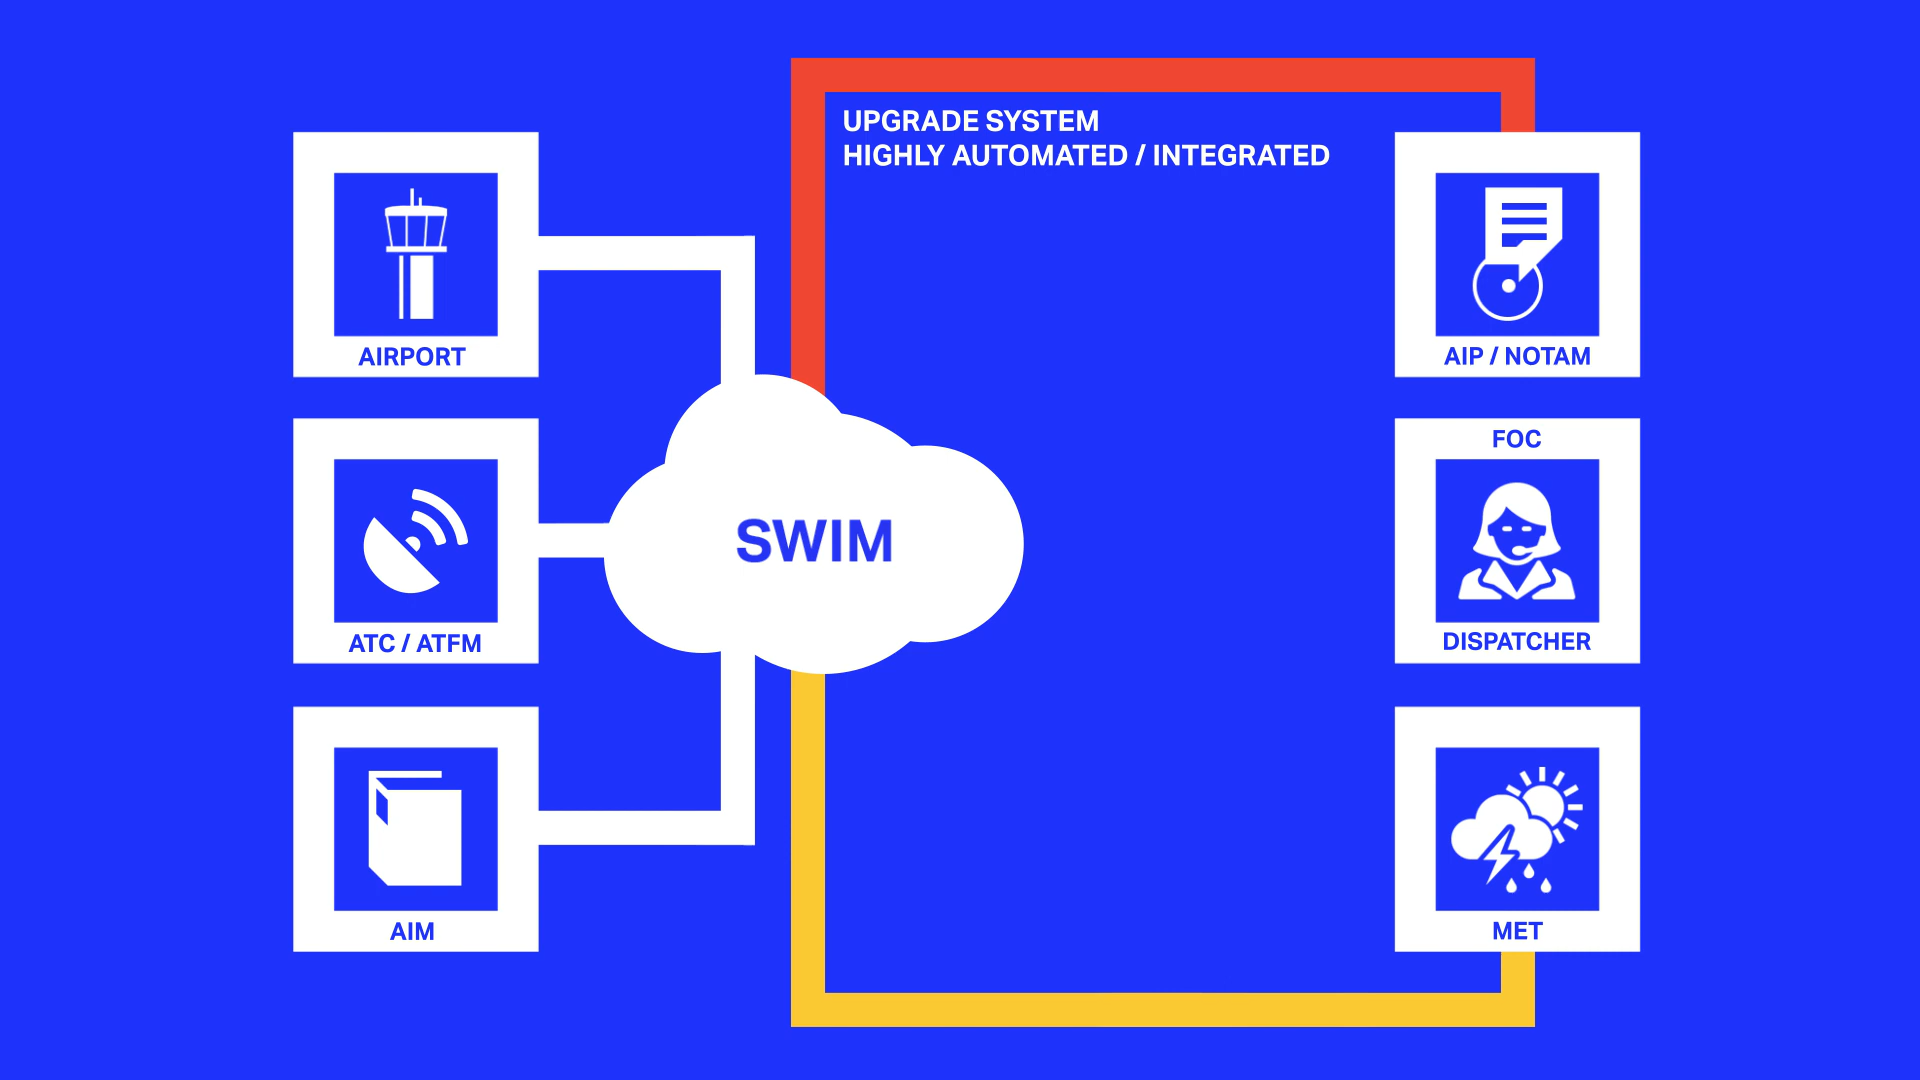 UPGRADE SYSTEM
HIGHLY AUTOMATED / INTEGRATED
AIRPORT
AIP / NOTAM
ATC / ATFM
SWIM
FOC
DISPATCHER
AIM
MET